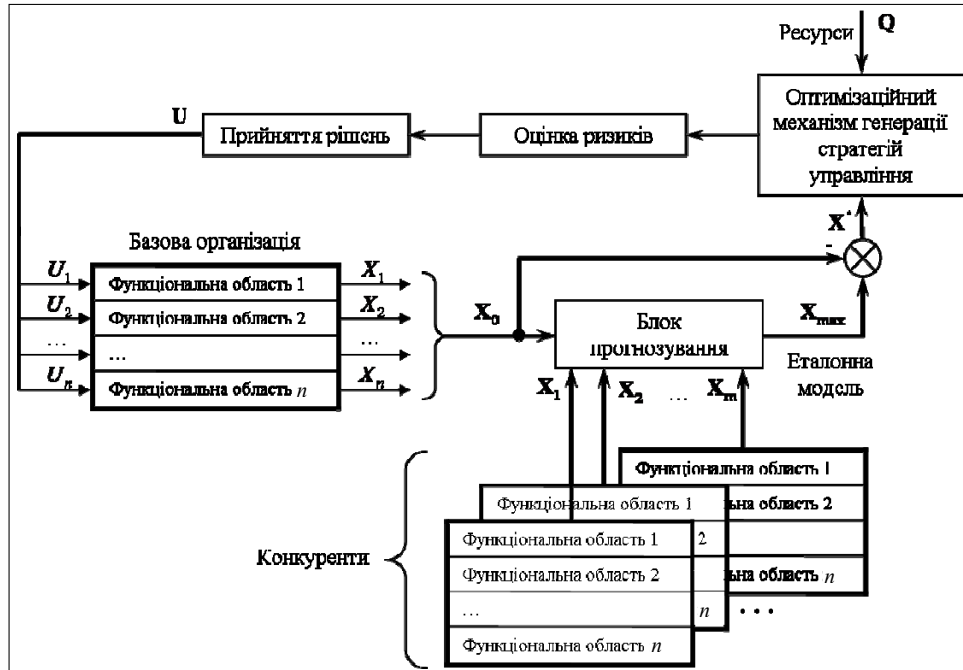 Ресурси
Q
Оптимізаційний
механізм генерації
стратегій
управління
U
Прийняття рішень
Оцінка ризиків
X*
-
Базова організація
U1
Функціональна область 1
X1
U2
Функціональна область 2
X2
...
...
...
Un
Функціональна область n
Xn
X0
Блок
прогнозування
Xmax
Еталонна
модель
X1
X2
...
Xm
Функціональна область 1
Функціональна область 1
льна область 2
Функціональна область 1
2
Конкуренти
Функціональна область 2
льна область n
...
n
...
Функціональна область n